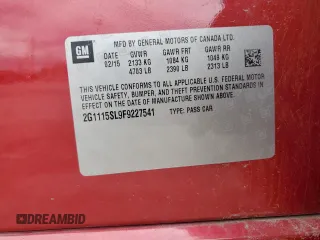 GM
MFD BY GENERAL MOTORS OF CANADA LTD.
DATE GVWR GAWR FRT GAWR RR
02/15 2133 KG 1084 KG 1049 KG
4703 LB 2390 LB 2313 LB
THIS VEHICLE CONFORMS TO ALL APPLICABLE U.S. FEDERAL MOTOR
VEHICLE SAFETY, BUMPER, AND THEFT PREVENTION STANDARDS IN
EFFECT ON THE DATE OF MANUFACTURE SHOWN ABOVE.
2G1115SL9F9227541 TYPE: PASS CAR
DREAMBID